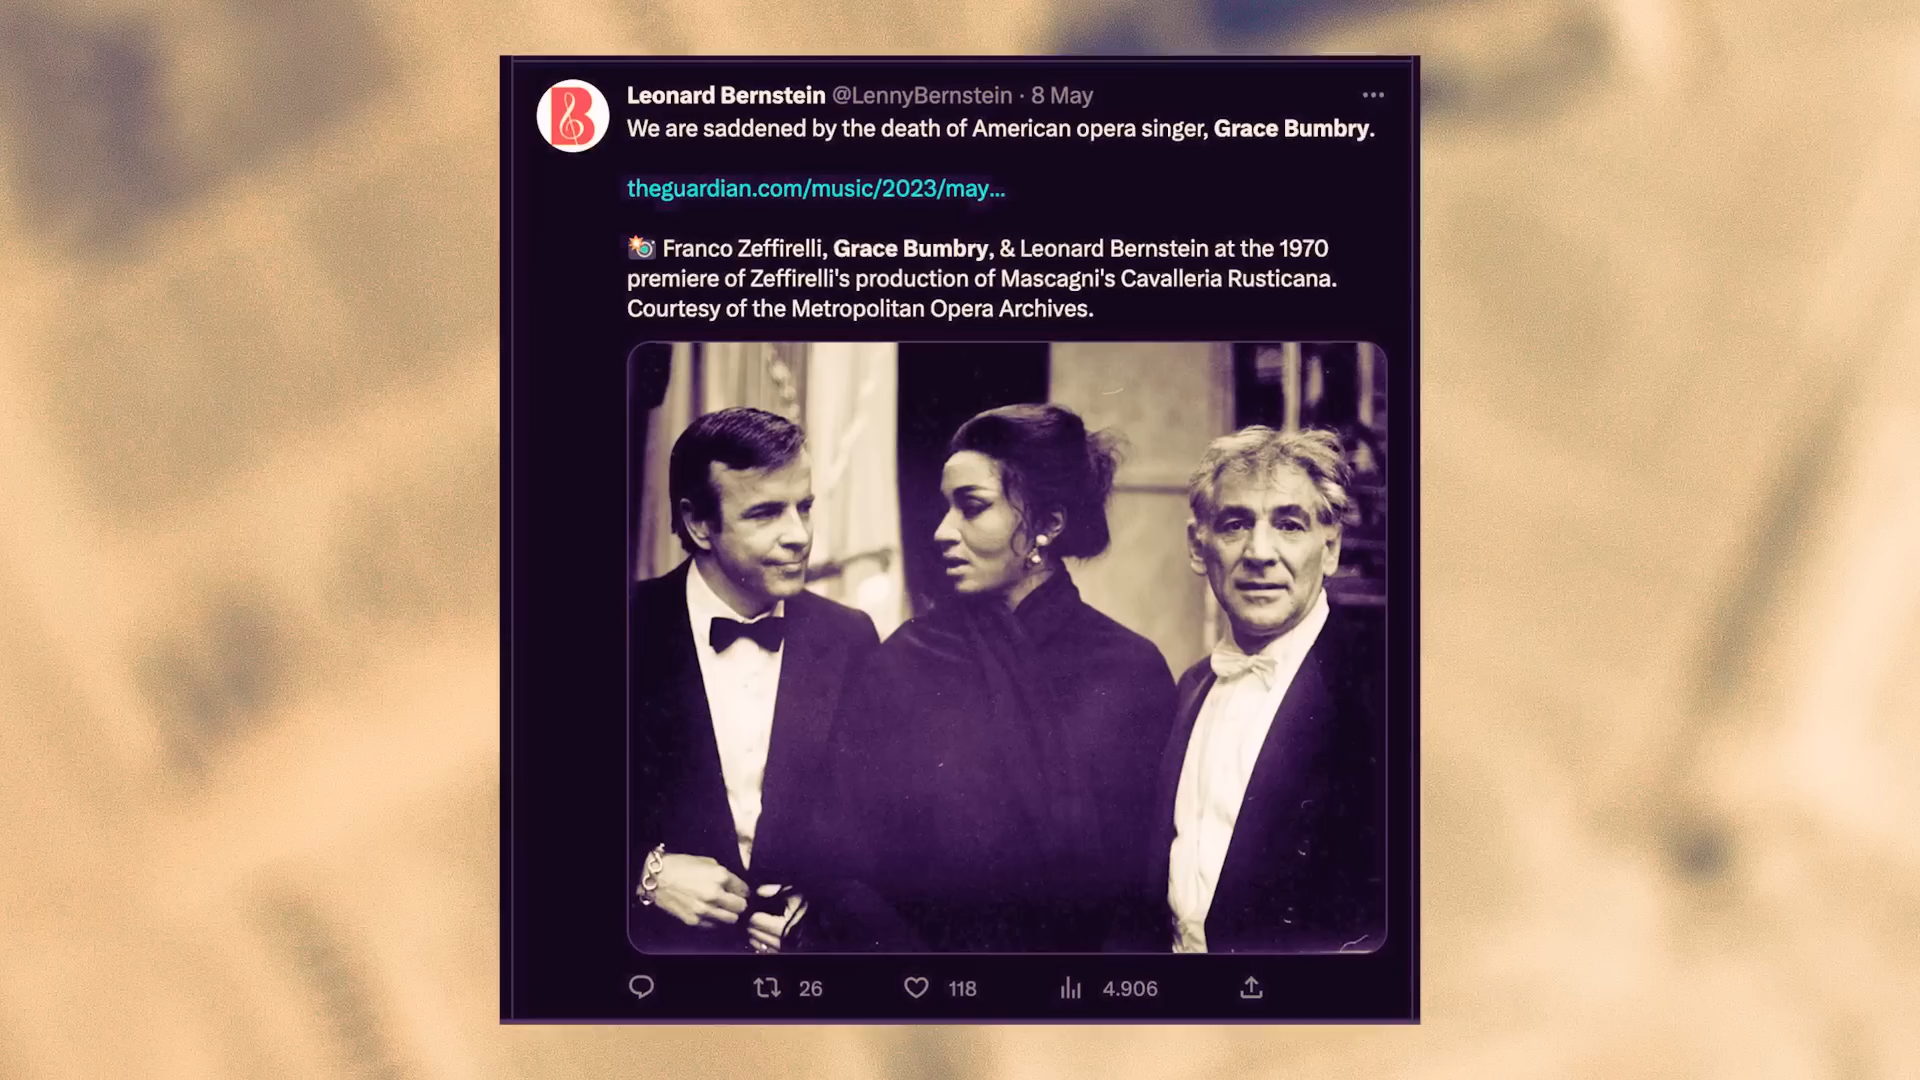 Leonard Bernstein @LennyBernstein · 8 May
We are saddened by the death of American opera singer, Grace Bumbry.
theguardian.com/music/2023/may...
Franco Zeffirelli, Grace Bumbry, & Leonard Bernstein at the 1970
premiere of Zeffirelli's production of Mascagni's Cavalleria Rusticana.
Courtesy of the Metropolitan Opera Archives.
26 118 4.906